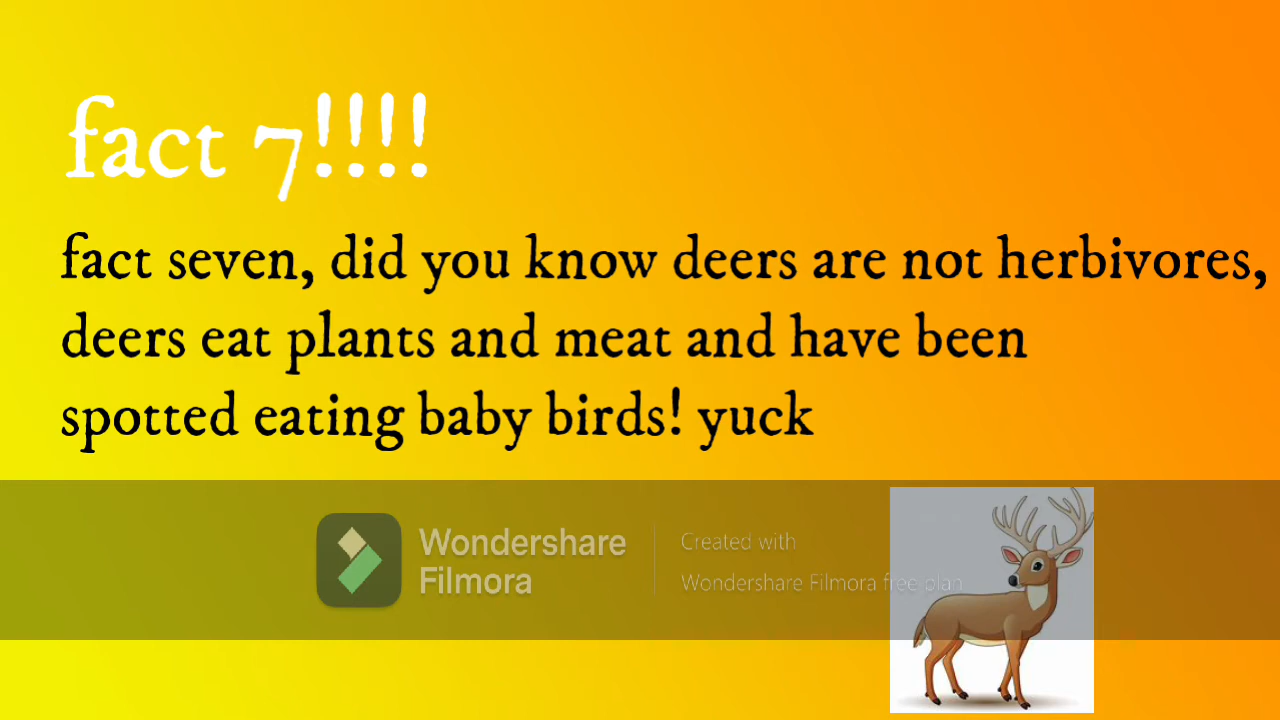 fact 7!!!!
fact seven, did you know deers are not herbivores,
deers eat plants and meat and have been
spotted eating baby birds! yuck
Wondershare
Filmora
Created with
Wondershare Filmora free plan